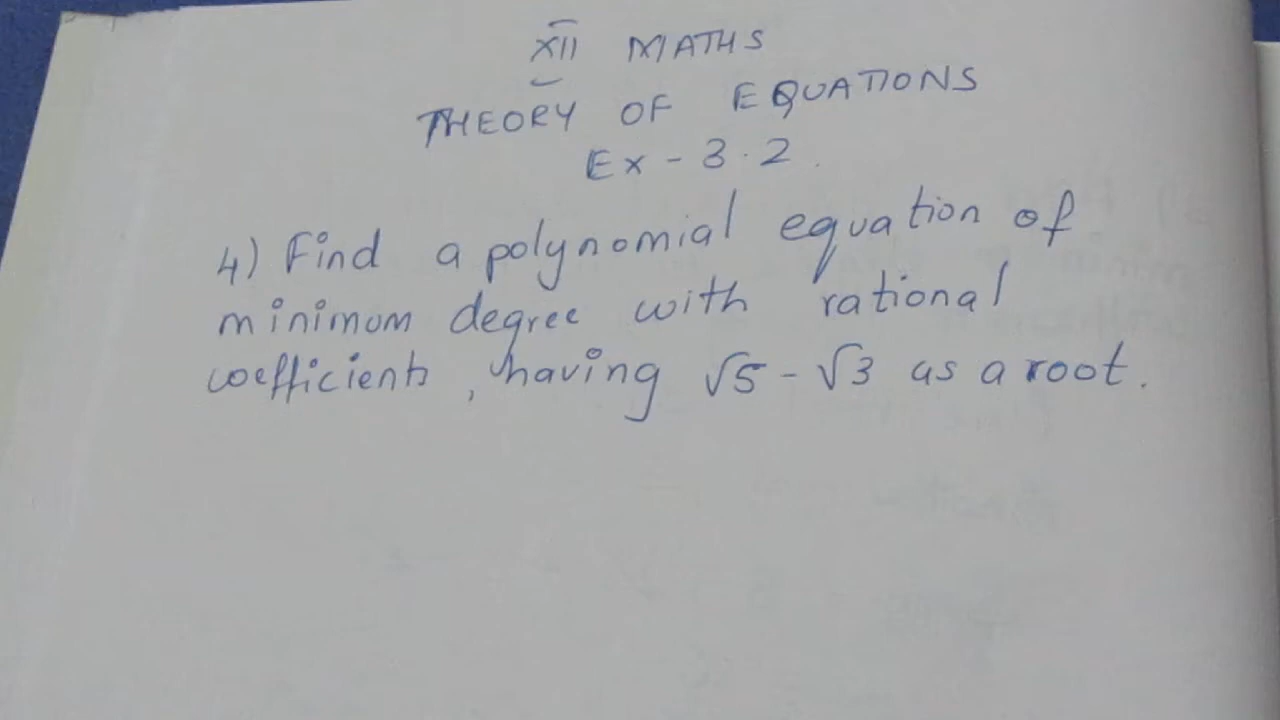 XII MATHS
THEORY OF EQUATIONS
Ex - 3.2.
4) Find a polynomial equation of
minimum degree with rational
coefficients, having √5 - √3 as a root.